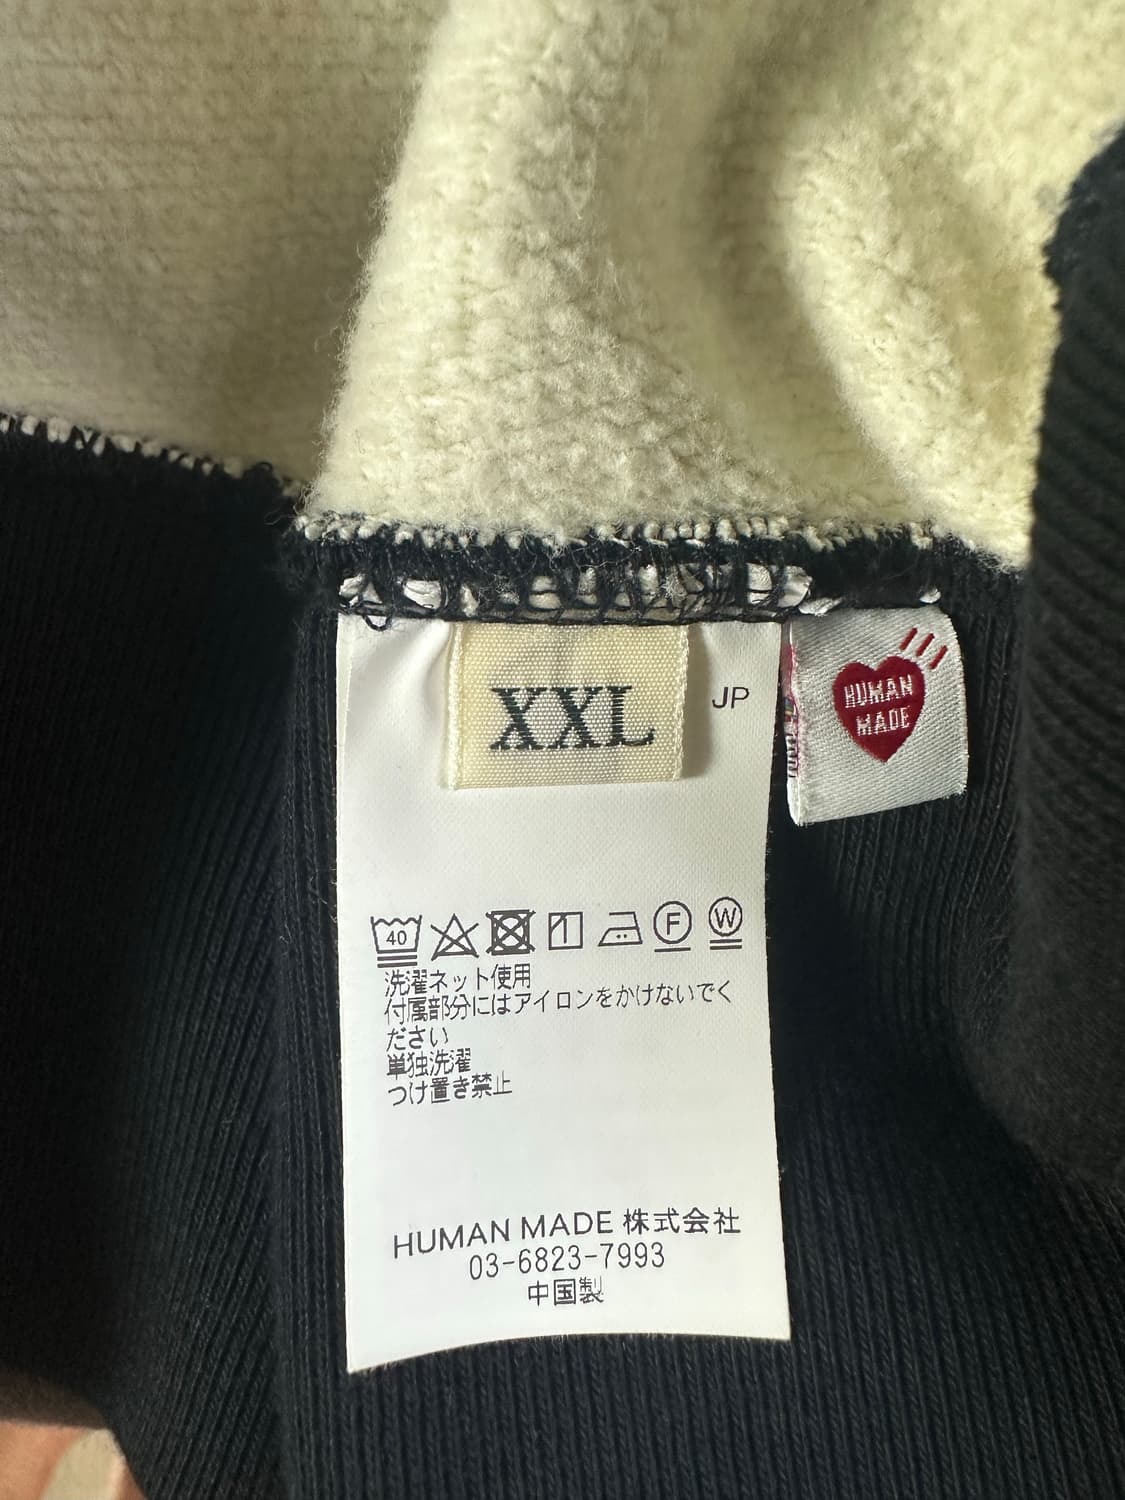 XXL
JP
HUMAN
MADE
40
F
W
洗濯ネット使用
付属部分にはアイロンをかけないでく
ださい
単独洗濯
つけ置き禁止
HUMAN MADE 株式会社
03-6823-7993
中国製